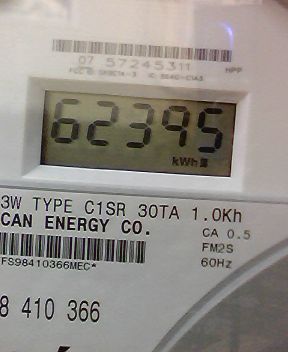 07 57245311
HPP
62395
kWh
3W TYPE C1SR 30TA 1.0Kh
CAN ENERGY CO.
CA 0.5
FM2S
60Hz
FS98410366MEC*
8 410 366